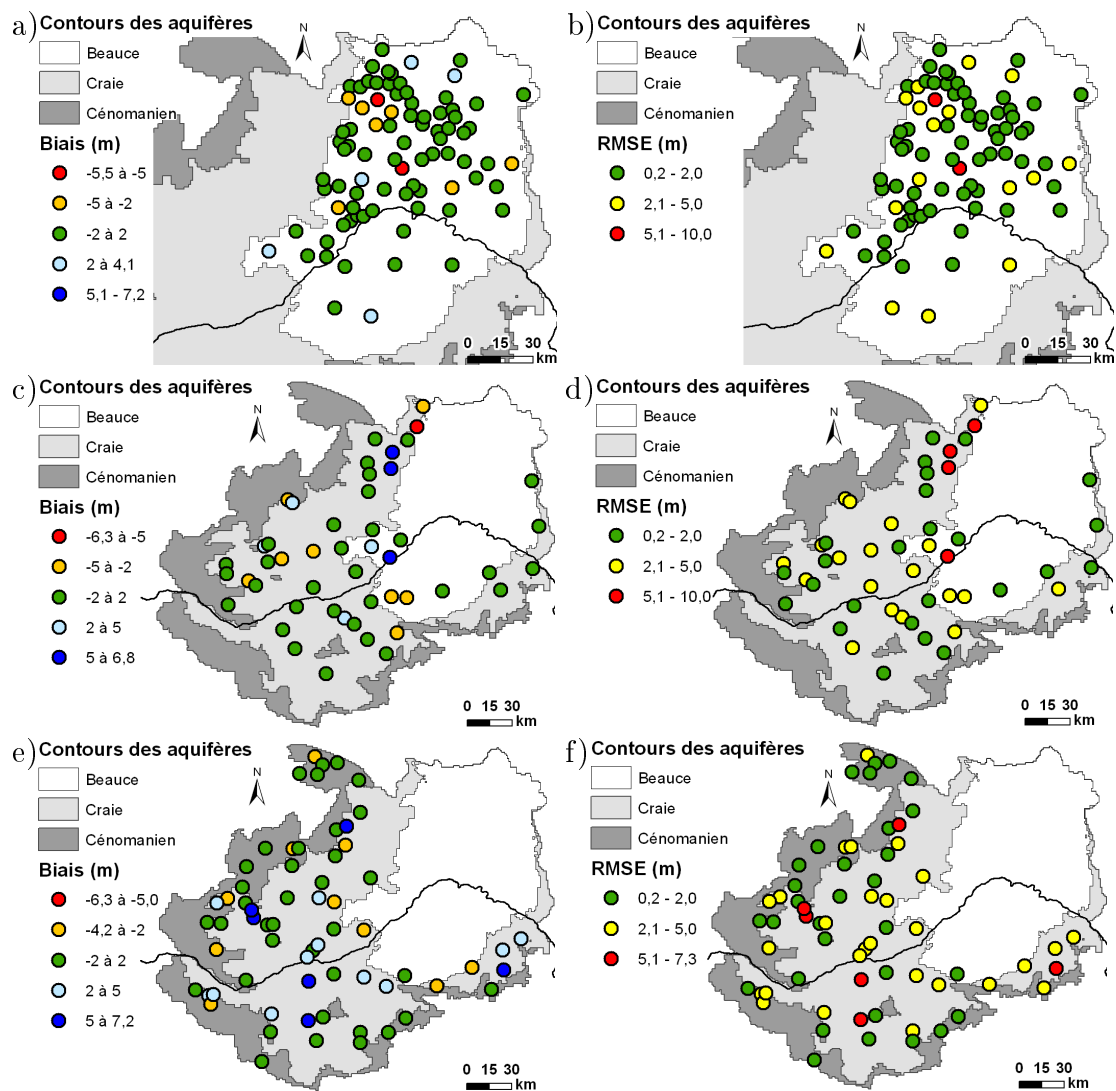 a)
Contours des aquifères
Beauce
Craie
Cénomanien
Biais (m)
-5,5 à -5
-5 à -2
-2 à 2
2 à 4,1
5,1 - 7,2
N
0 15 30
km
b)
Contours des aquifères
Beauce
Craie
Cénomanien
RMSE (m)
0,2 - 2,0
2,1 - 5,0
5,1 - 10,0
N
0 15 30
km
c)
Contours des aquifères
Beauce
Craie
Cénomanien
Biais (m)
-6,3 à -5
-5 à -2
-2 à 2
2 à 5
5 à 6,8
N
0 15 30
km
d)
Contours des aquifères
Beauce
Craie
Cénomanien
RMSE (m)
0,2 - 2,0
2,1 - 5,0
5,1 - 10,0
N
0 15 30
km
e)
Contours des aquifères
Beauce
Craie
Cénomanien
Biais (m)
-6,3 à -5,0
-4,2 à -2
-2 à 2
2 à 5
5 à 7,2
N
0 15 30
km
f)
Contours des aquifères
Beauce
Craie
Cénomanien
RMSE (m)
0,2 - 2,0
2,1 - 5,0
5,1 - 7,3
N
0 15 30
km